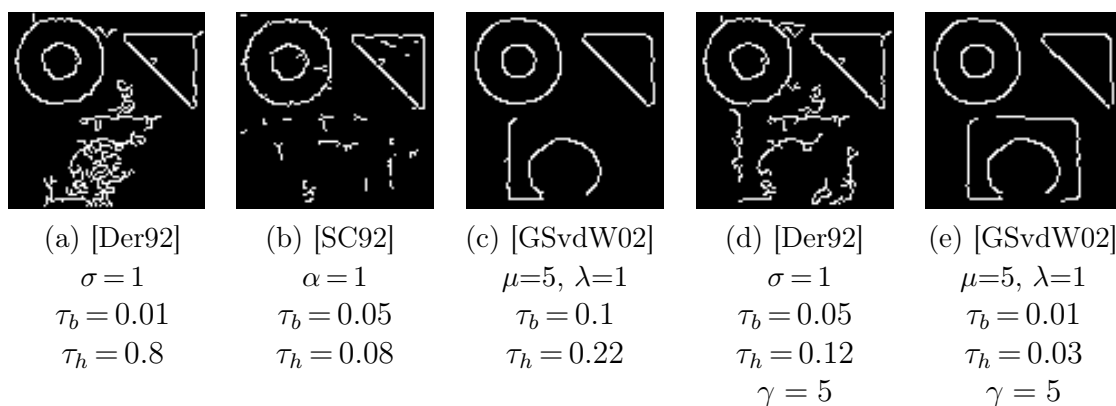 (a) [Der92] (b) [SC92] (c) [GSvdW02] (d) [Der92] (e) [GSvdW02]
σ = 1 α = 1 μ=5, λ=1 σ = 1 μ=5, λ=1
τ_b = 0.01 τ_b = 0.05 τ_b = 0.1 τ_b = 0.05 τ_b = 0.01
τ_h = 0.8 τ_h = 0.08 τ_h = 0.22 τ_h = 0.12 τ_h = 0.03
γ = 5 γ = 5